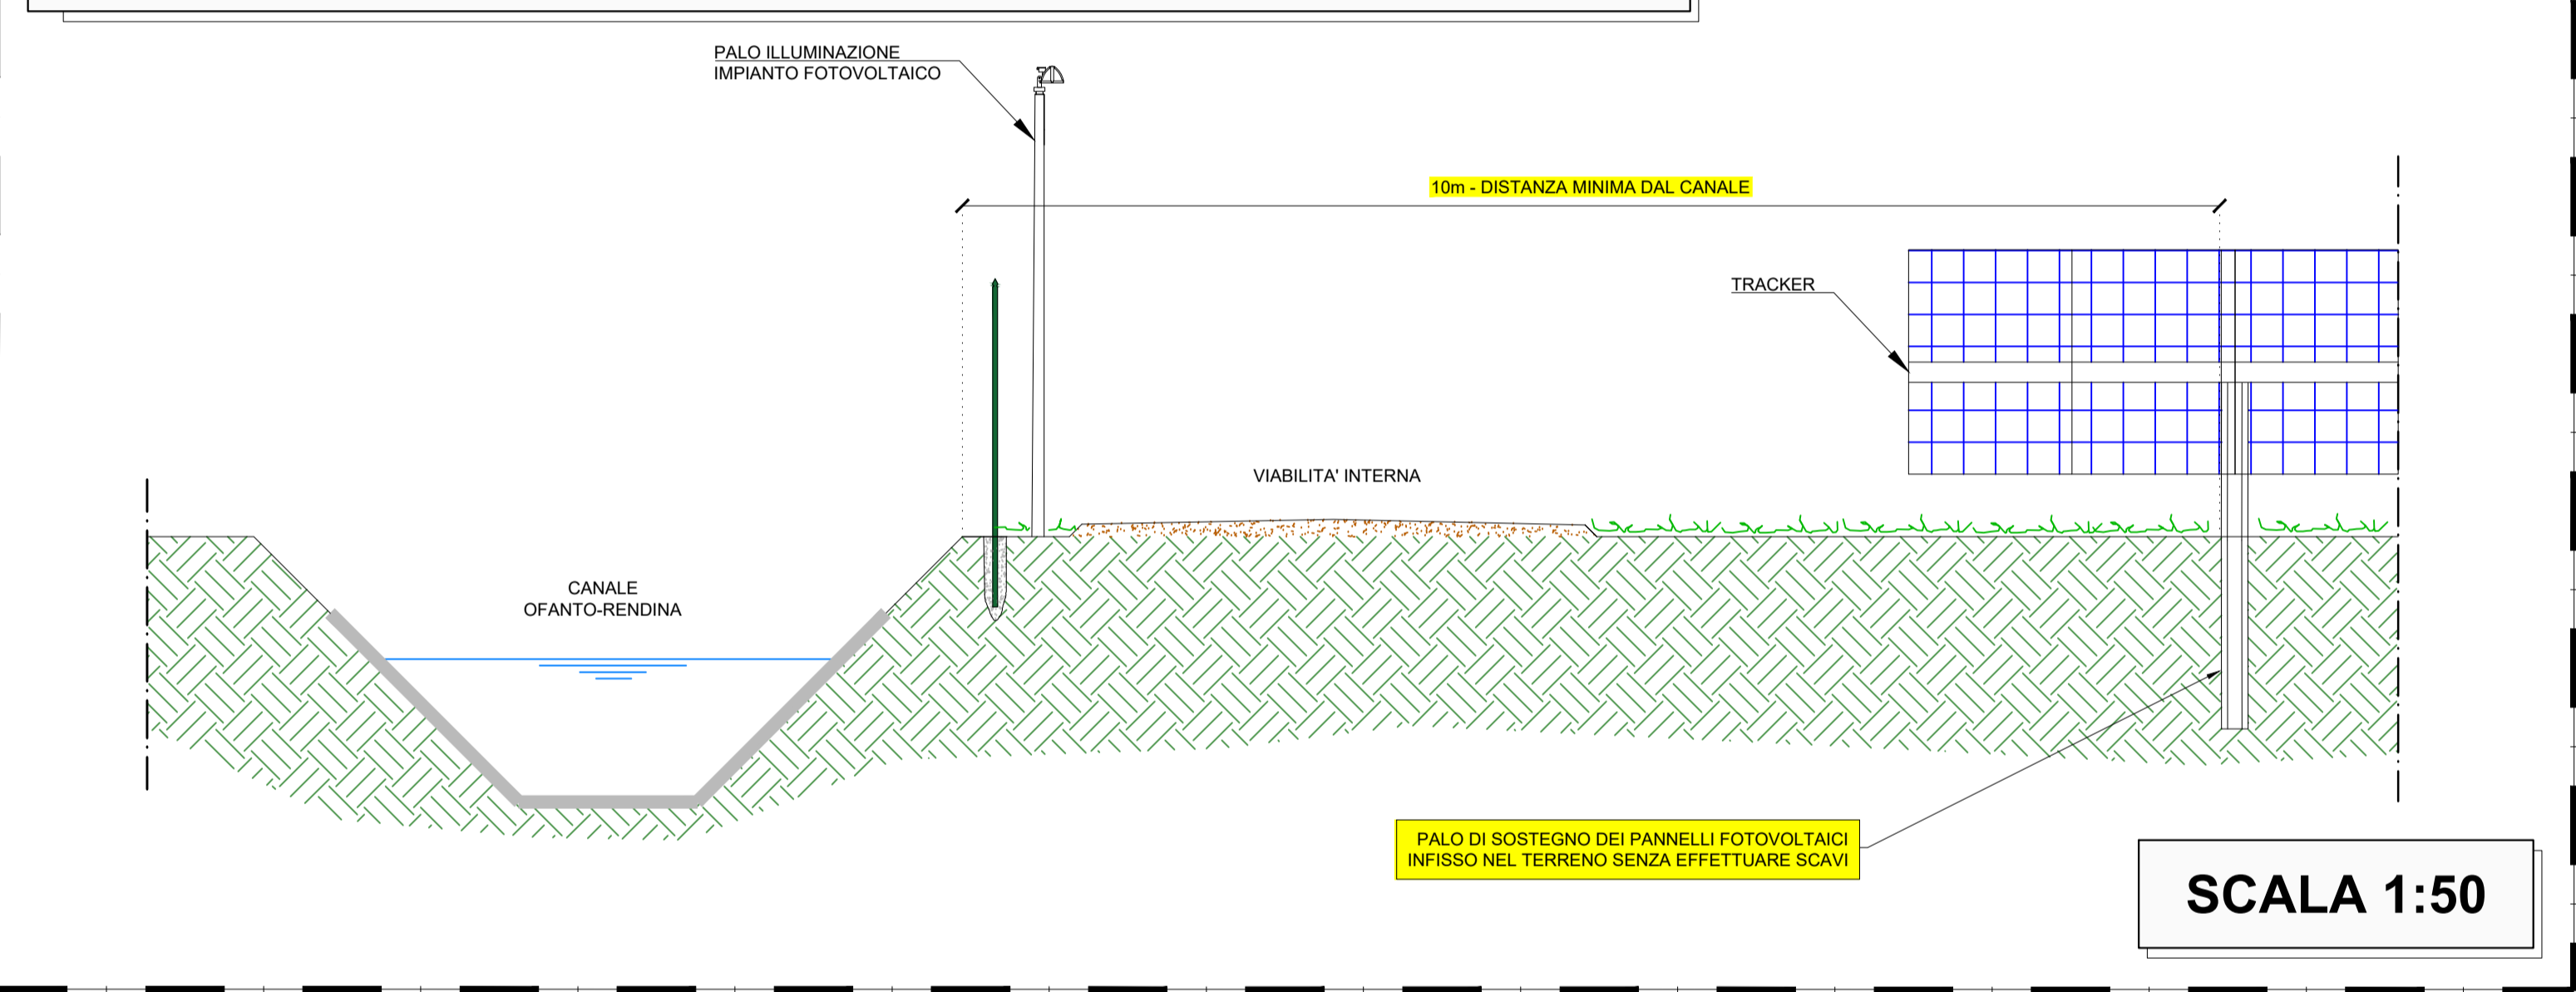 PALO ILLUMINAZIONE
IMPIANTO FOTOVOLTAICO
10m - DISTANZA MINIMA DAL CANALE
TRACKER
VIABILITA' INTERNA
CANALE
OFANTO-RENDINA
PALO DI SOSTEGNO DEI PANNELLI FOTOVOLTAICI
INFISSO NEL TERRENO SENZA EFFETTUARE SCAVI
SCALA 1:50